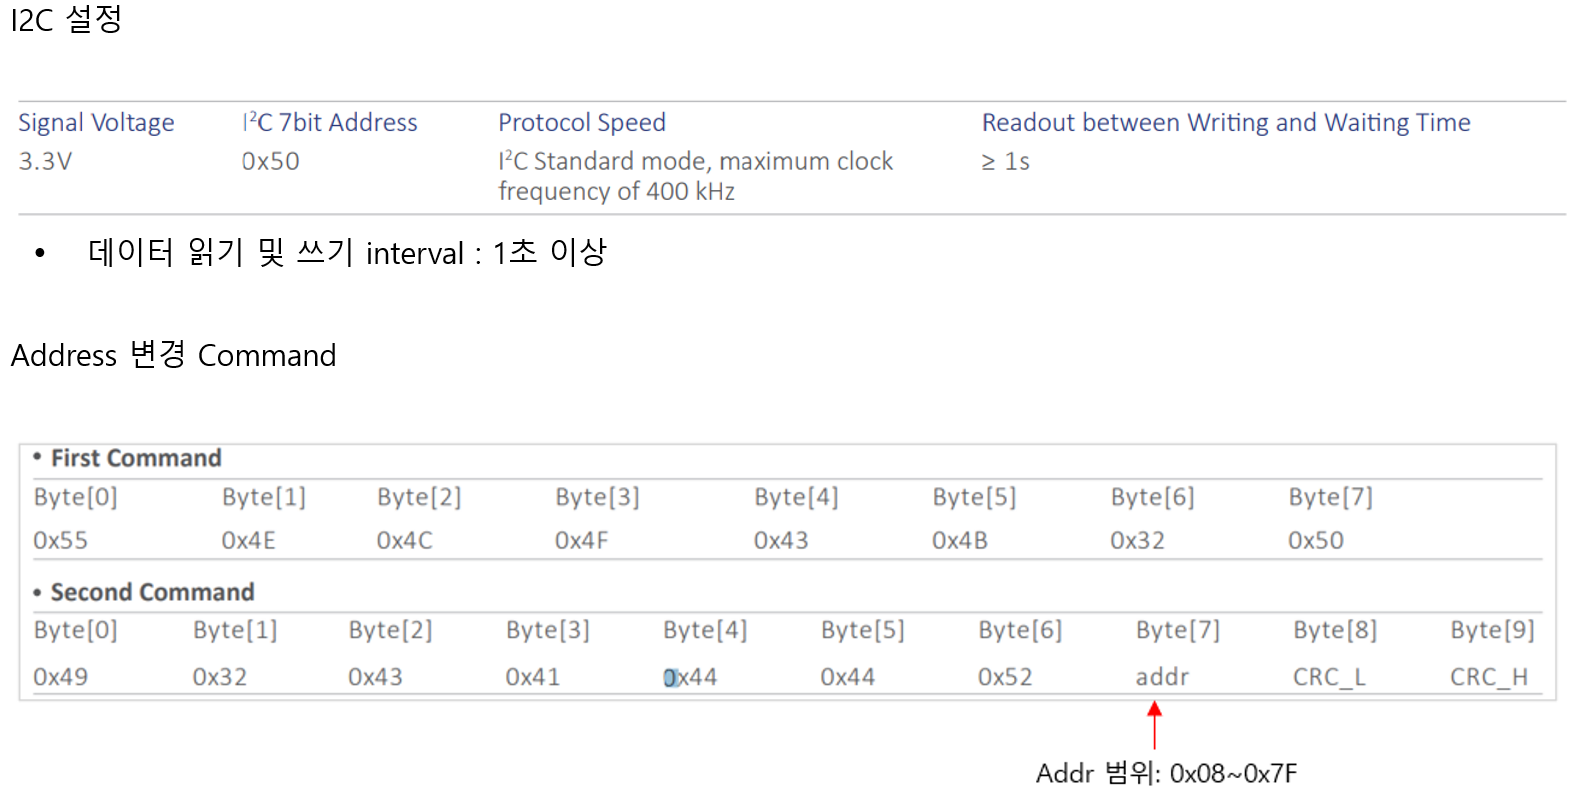 I2C 설정
Signal Voltage I²C 7bit Address Protocol Speed Readout between Writing and Waiting Time
3.3V 0x50 I²C Standard mode, maximum clock ≥ 1s
frequency of 400 kHz
• 데이터 읽기 및 쓰기 interval : 1초 이상
Address 변경 Command
• First Command
Byte[0] Byte[1] Byte[2] Byte[3] Byte[4] Byte[5] Byte[6] Byte[7]
0x55 0x4E 0x4C 0x4F 0x43 0x4B 0x32 0x50
• Second Command
Byte[0] Byte[1] Byte[2] Byte[3] Byte[4] Byte[5] Byte[6] Byte[7] Byte[8] Byte[9]
0x49 0x32 0x43 0x41 0x44 0x44 0x52 addr CRC_L CRC_H
Addr 범위: 0x08~0x7F